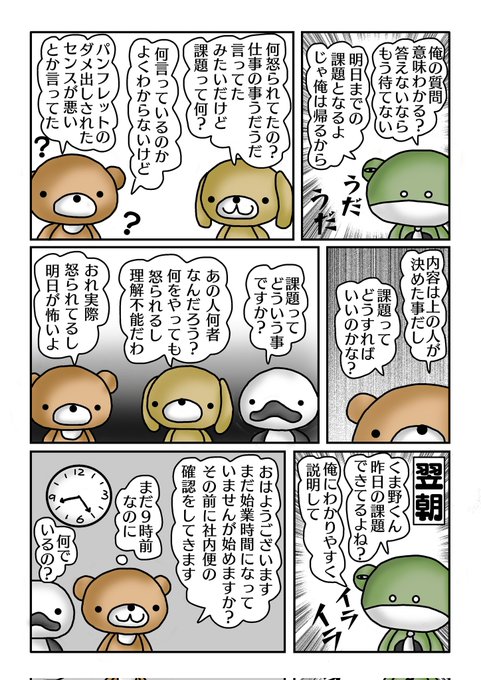 俺の質問
意味わかる?
答えないなら
もう待てない
明日までの
課題となるよ
じゃ俺は帰るから
うだ
うだ
何怒られてたの?
仕事の事うだうだ
言ってた
みたいだけど
課題って何?
何言っているのか
よくわからないけど
パンフレットの
ダメ出しされた
センスが悪い
とか言ってた
?
?
内容は上の人が
決めた事だし
課題って
どうすれば
いいのかな?
課題って
どういう事
ですか?
あの人何者
なんだろう?
何をやっても
怒られるし
理解不能だわ
おれ実際
怒られてるし
明日が怖いよ
翌朝
くま野くん
昨日の課題
できてるよね?
俺にわかりやすく
説明して
イラ
イラ
おはようございます
まだ始業時間になって
いませんが始めますか?
その前に社内便の
確認をしてきます
まだ9時前
なのに
何で
いるの?
12
3
6
9